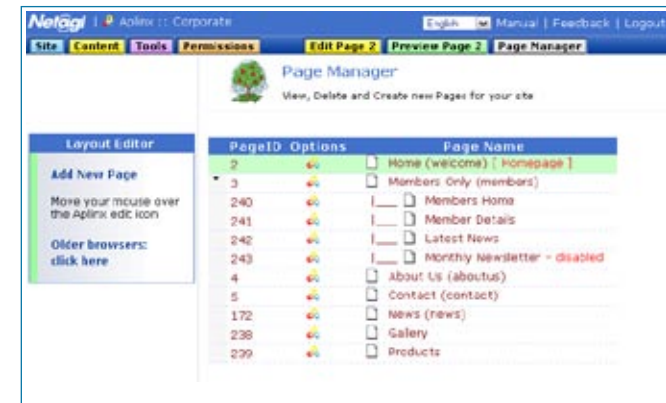 Netagi | Aplinx :: Corporate English Manual | Feedback | Logout
Site Content Tools Permissions Edit Page 2 Preview Page 2 Page Manager
Page Manager
View, Delete and Create new Pages for your site
Layout Editor
Add New Page
Move your mouse over
the Aplinx edit icon
Older browsers:
click here
PageID Options Page Name
2 Home (welcome) [ Homepage ]
3 Members Only (members)
240 |___ Members Home
241 |___ Member Details
242 |___ Latest News
243 |___ Monthly Newsletter - disabled
4 About Us (aboutus)
5 Contact (contact)
172 News (news)
238 Gallery
239 Products